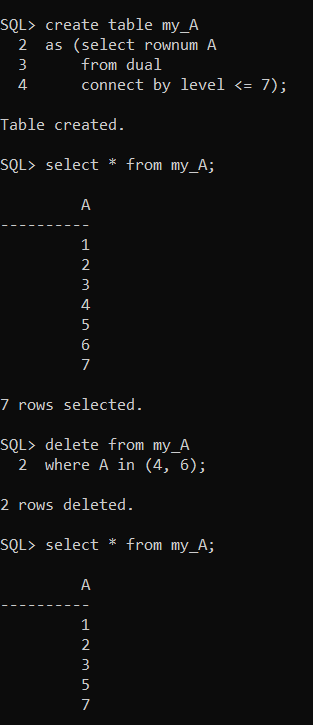 SQL> create table my_A
  2  as (select rownum A
  3      from dual
  4      connect by level <= 7);
Table created.
SQL> select * from my_A;
         A
----------
         1
         2
         3
         4
         5
         6
         7
7 rows selected.
SQL> delete from my_A
  2  where A in (4, 6);
2 rows deleted.
SQL> select * from my_A;
         A
----------
         1
         2
         3
         5
         7